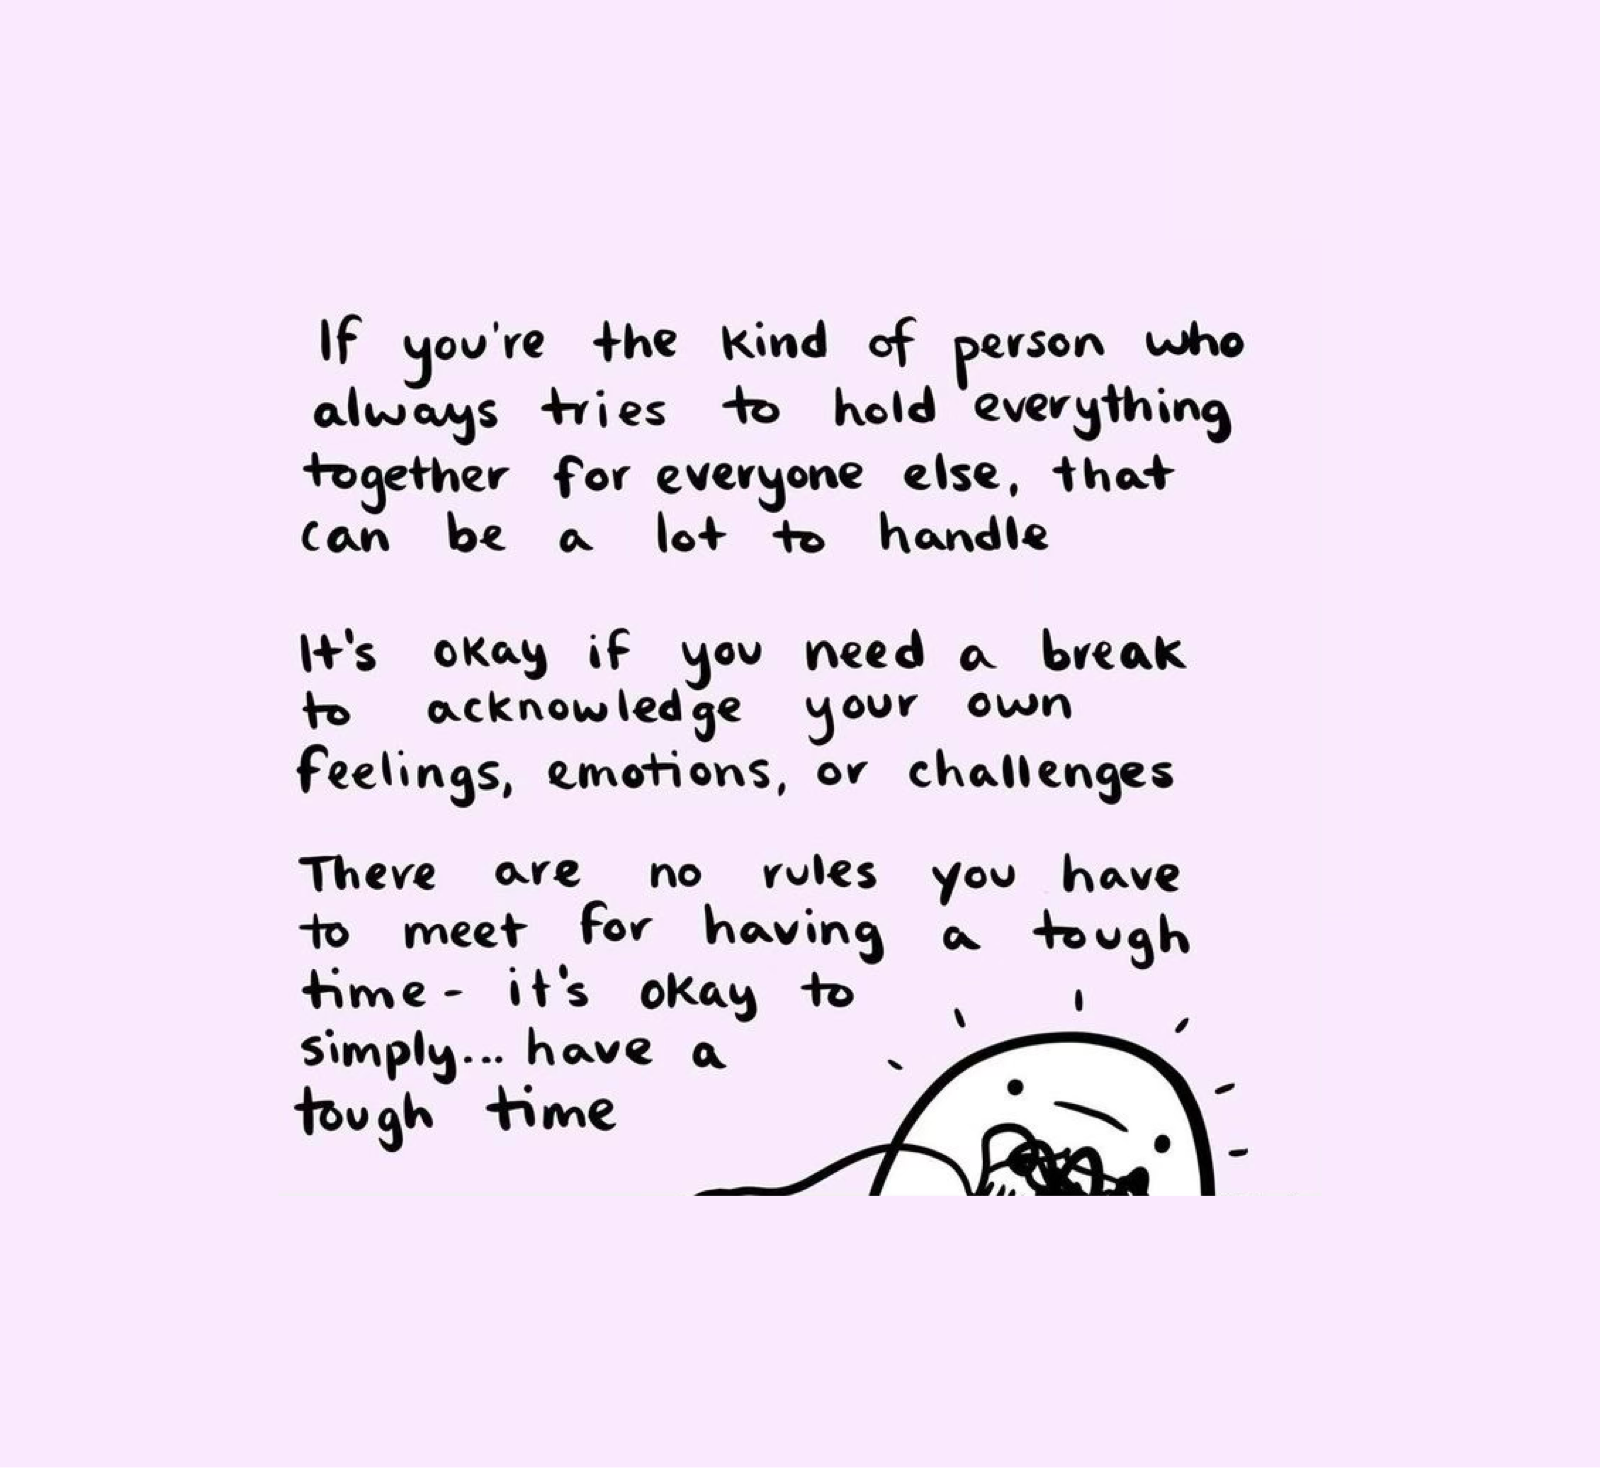 If you're the kind of person who
always tries to hold everything
together for everyone else, that
can be a lot to handle
It's okay if you need a break
to acknowledge your own
feelings, emotions, or challenges
There are no rules you have
to meet for having a tough
time - it's okay to
simply... have a
tough time